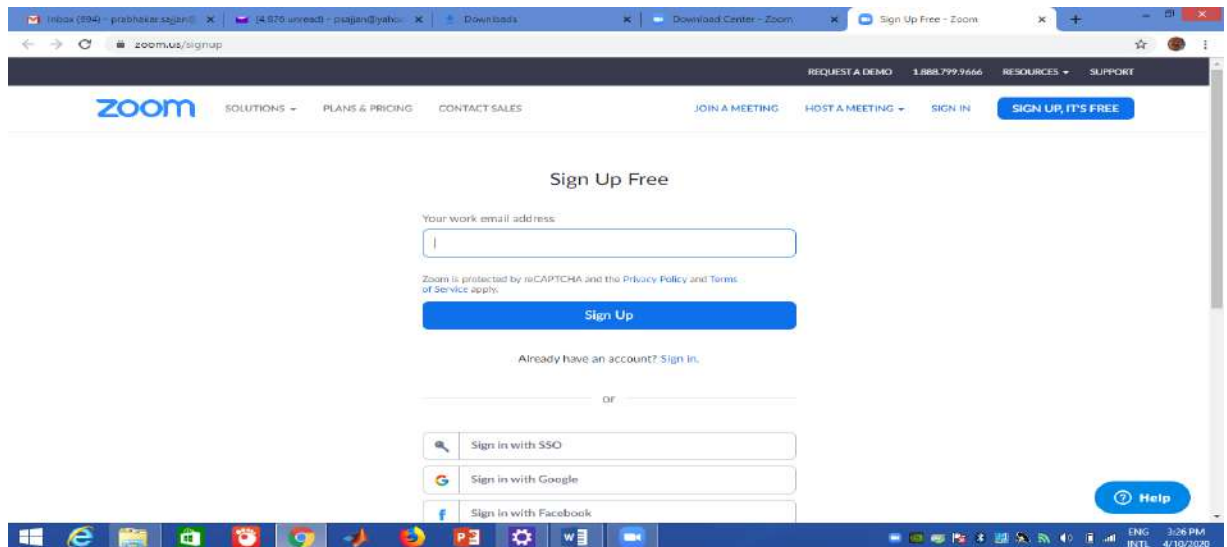 Inbox (994) - prabhakar.sajjan@ (4,876 unread) - psajjan@yaho Downloads Download Center - Zoom Sign Up Free - Zoom
zoom.us/signup
REQUEST A DEMO 1.888.799.9666 RESOURCES SUPPORT
zoom SOLUTIONS PLANS & PRICING CONTACT SALES JOIN A MEETING HOST A MEETING SIGN IN SIGN UP, IT'S FREE
Sign Up Free
Your work email address
Zoom is protected by reCAPTCHA and the Privacy Policy and Terms
of Service apply.
Sign Up
Already have an account? Sign in.
or
Sign in with SSO
Sign in with Google
Sign in with Facebook
Help
ENG 3:26 PM
INTL 4/10/2020